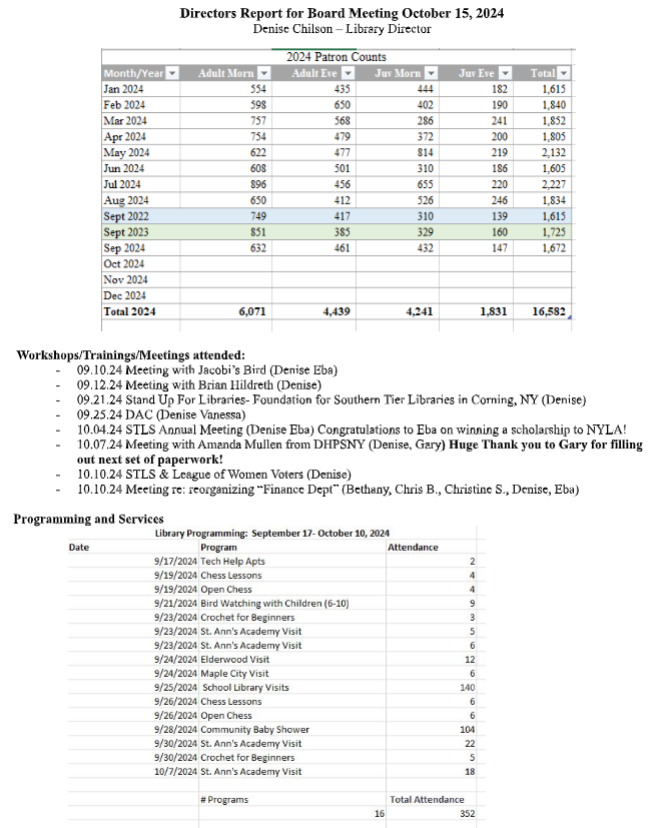 Directors Report for Board Meeting October 15, 2024
Denise Chilson – Library Director
2024 Patron Counts
Month/Year Adult Morn Adult Eve Juv Morn Juv Eve Total
Jan 2024 554 435 444 182 1,615
Feb 2024 598 650 402 190 1,840
Mar 2024 757 568 286 241 1,852
Apr 2024 754 479 372 200 1,805
May 2024 622 477 814 219 2,132
Jun 2024 608 501 310 186 1,605
Jul 2024 896 456 655 220 2,227
Aug 2024 650 412 526 246 1,834
Sept 2022 749 417 310 139 1,615
Sept 2023 851 385 329 160 1,725
Sep 2024 632 461 432 147 1,672
Oct 2024
Nov 2024
Dec 2024
Total 2024 6,071 4,439 4,241 1,831 16,582
Workshops/Trainings/Meetings attended:
- 09.10.24 Meeting with Jacobi's Bird (Denise Eba)
- 09.12.24 Meeting with Brian Hildreth (Denise)
- 09.21.24 Stand Up For Libraries- Foundation for Southern Tier Libraries in Corning, NY (Denise)
- 09.25.24 DAC (Denise Vanessa)
- 10.04.24 STLS Annual Meeting (Denise Eba) Congratulations to Eba on winning a scholarship to NYLA!
- 10.07.24 Meeting with Amanda Mullen from DHPSNY (Denise, Gary) Huge Thank you to Gary for filling
out next set of paperwork!
- 10.10.24 STLS & League of Women Voters (Denise)
- 10.10.24 Meeting re: reorganizing “Finance Dept” (Bethany, Chris B., Christine S., Denise, Eba)
Programming and Services
Library Programming: September 17- October 10, 2024
Date Program Attendance
9/17/2024 Tech Help Apts 2
9/19/2024 Chess Lessons 4
9/19/2024 Open Chess 4
9/21/2024 Bird Watching with Children (6-10) 9
9/23/2024 Crochet for Beginners 3
9/23/2024 St. Ann's Academy Visit 5
9/23/2024 St. Ann's Academy Visit 6
9/24/2024 Elderwood Visit 12
9/24/2024 Maple City Visit 6
9/25/2024 School Library Visits 140
9/26/2024 Chess Lessons 6
9/26/2024 Open Chess 6
9/28/2024 Community Baby Shower 104
9/30/2024 St. Ann's Academy Visit 22
9/30/2024 Crochet for Beginners 5
10/7/2024 St. Ann's Academy Visit 18
# Programs Total Attendance
16 352